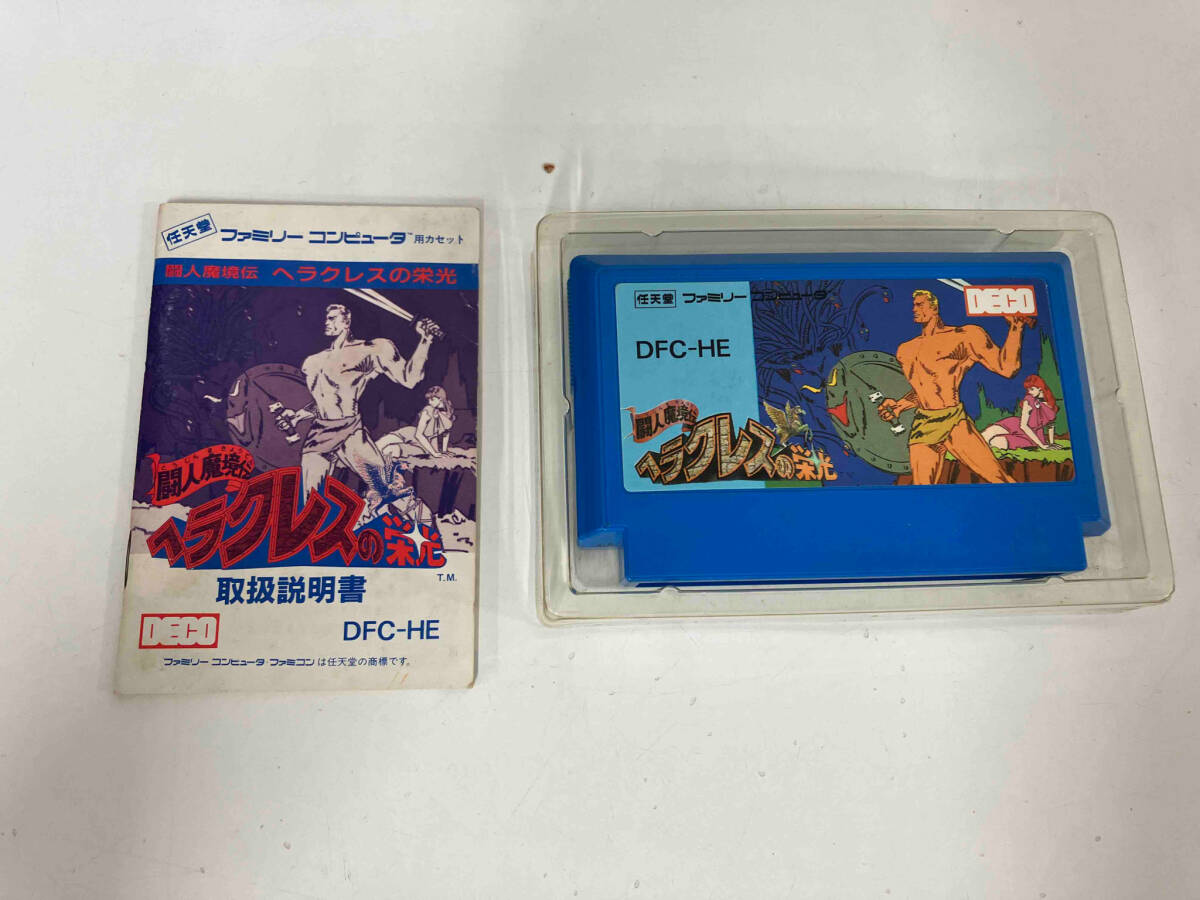 任天堂 ファミリー コンピュータ™用カセット
闘人魔境伝 ヘラクレスの栄光
闘人魔境伝
ヘラクレスの栄光
T.M.
取扱説明書
DECO DFC-HE
ファミリー コンピュータ ファミコンは任天堂の商標です。
任天堂 ファミリー コンピュータ
DECO
DFC-HE
闘人魔境伝
ヘラクレスの栄光